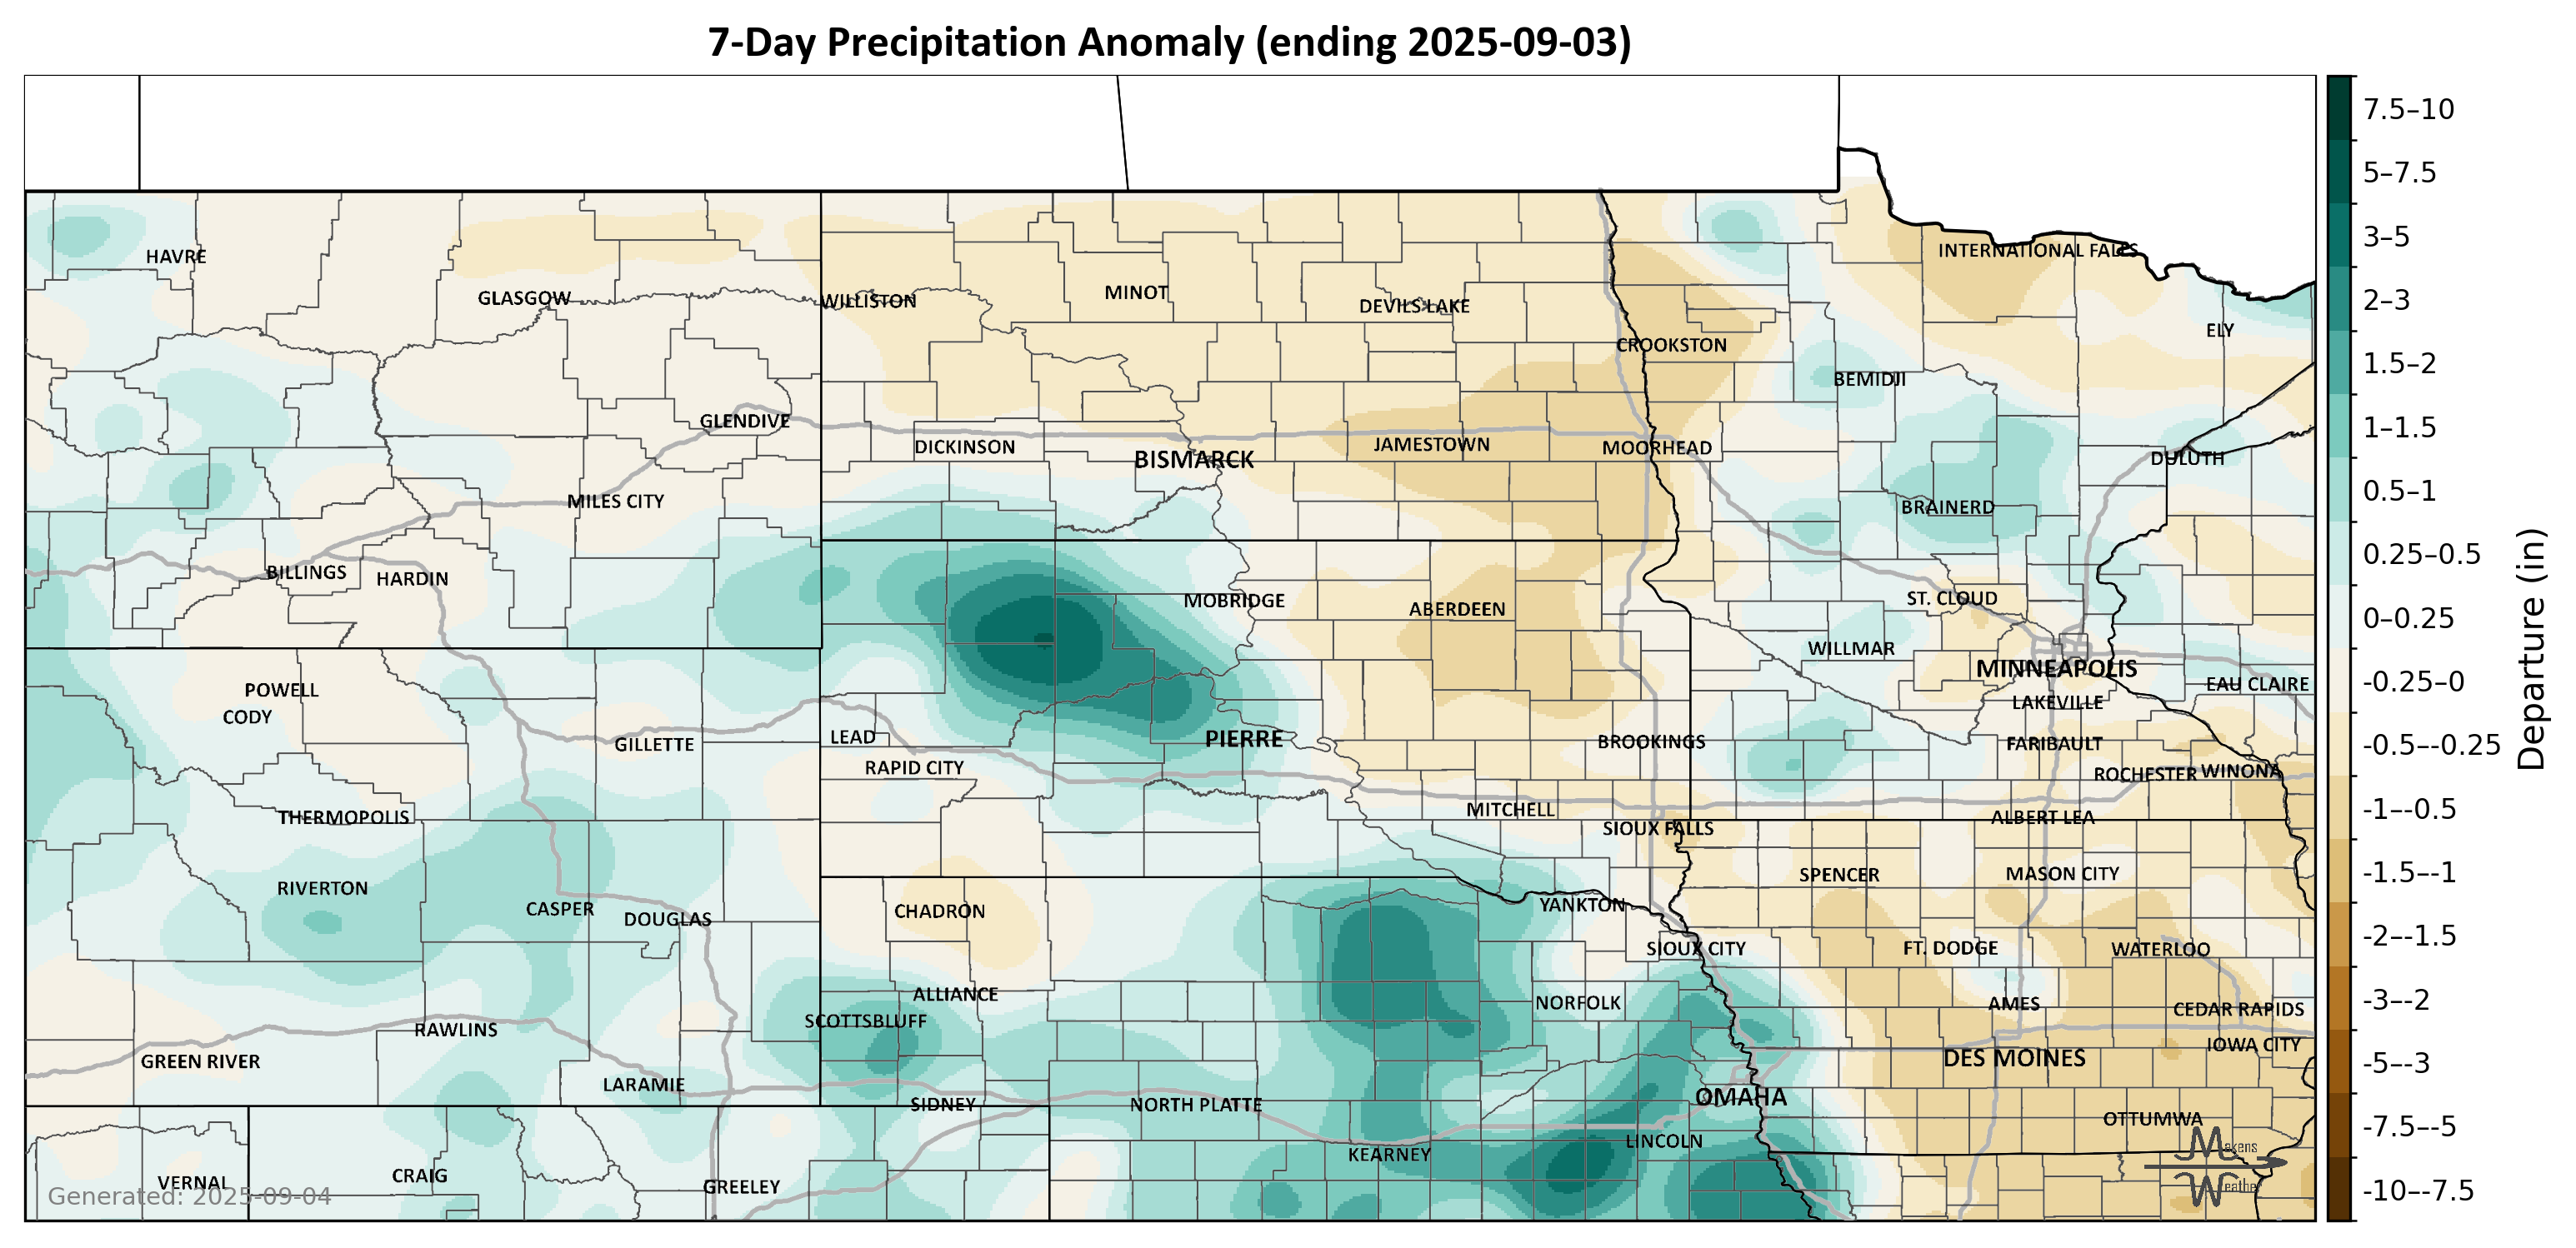 7-Day Precipitation Anomaly (ending 2025-09-03)
HAVRE
GLASGOW
WILLISTON
MINOT
DEVILS LAKE
CROOKSTON
INTERNATIONAL FALLS
ELY
BEMIDJI
GLENDIVE
DICKINSON
BISMARCK
JAMESTOWN
MOORHEAD
DULUTH
MILES CITY
BRAINERD
BILLINGS
HARDIN
MOBRIDGE
ABERDEEN
ST. CLOUD
WILLMAR
MINNEAPOLIS
POWELL
CODY
EAU CLAIRE
LAKEVILLE
GILLETTE
LEAD
PIERRE
BROOKINGS
FARIBAULT
RAPID CITY
ROCHESTER
WINONA
THERMOPOLIS
MITCHELL
ALBERT LEA
SIOUX FALLS
RIVERTON
SPENCER
MASON CITY
CASPER
DOUGLAS
CHADRON
YANKTON
SIOUX CITY
FT. DODGE
WATERLOO
ALLIANCE
NORFOLK
AMES
CEDAR RAPIDS
SCOTTSBLUFF
RAWLINS
GREEN RIVER
DES MOINES
IOWA CITY
LARAMIE
SIDNEY
NORTH PLATTE
OMAHA
OTTUMWA
LINCOLN
KEARNEY
VERNAL
CRAIG
GREELEY
Generated: 2025-09-04
Makens
Weather
7.5–10
5–7.5
3–5
2–3
1.5–2
1–1.5
0.5–1
0.25–0.5
0–0.25
-0.25–0
-0.5–-0.25
-1–-0.5
-1.5–-1
-2–-1.5
-3–-2
-5–-3
-7.5–-5
-10–-7.5
Departure (in)